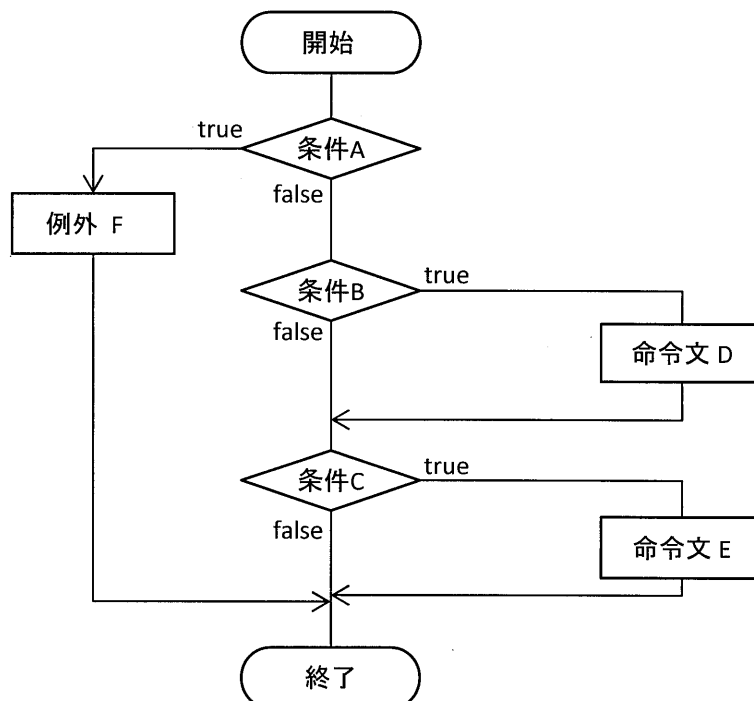 開始
true
条件A
false
例外 F
条件B
true
false
命令文 D
条件C
true
false
命令文 E
終了